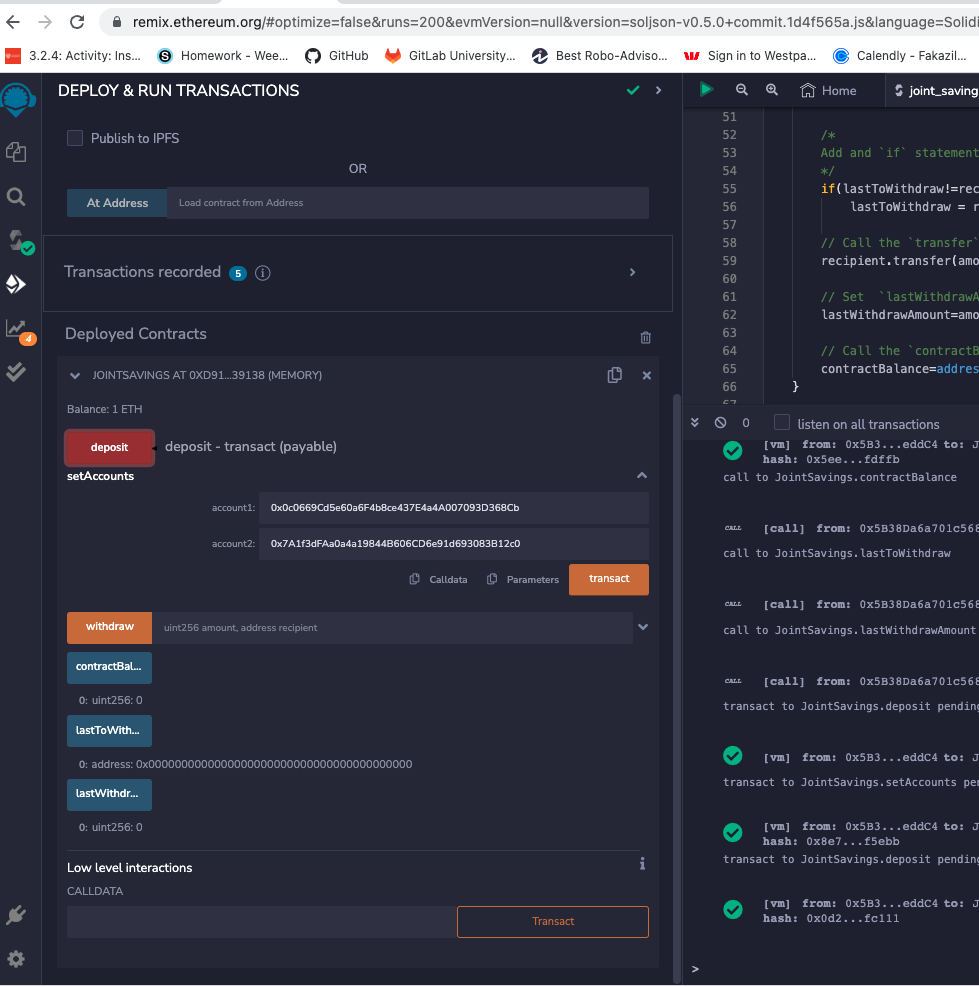 remix.ethereum.org/#optimize=false&runs=200&evmVersion=null&version=soljson-v0.5.0+commit.1d4f565a.js&language=Solidi
3.2.4: Activity: Ins... Homework - Wee... GitHub GitLab University... Best Robo-Adviso... Sign in to Westpa... Calendly - Fakazil...
DEPLOY & RUN TRANSACTIONS
Home joint_saving
Publish to IPFS
OR
At Address Load contract from Address
Transactions recorded 5 i
4
Deployed Contracts
JOINTSAVINGS AT 0XD91...39138 (MEMORY)
Balance: 1 ETH
deposit deposit - transact (payable)
setAccounts
account1: 0x0c0669Cd5e60a6F4b8ce437E4a4A007093D368Cb
account2: 0x7A1f3dFAa0a4a19844B606CD6e91d693083B12c0
Calldata Parameters transact
withdraw uint256 amount, address recipient
contractBal...
0: uint256: 0
lastToWith...
0: address: 0x0000000000000000000000000000000000000000
lastWithdr...
0: uint256: 0
Low level interactions
CALLDATA
Transact
51
52 /*
53 Add and `if` statement
54 */
55 if(lastToWithdraw!=rec
56 lastToWithdraw = r
57
58 // Call the `transfer`
59 recipient.transfer(amo
60
61 // Set `lastWithdrawA
62 lastWithdrawAmount=amo
63
64 // Call the `contractB
65 contractBalance=addres
66 }
67
0 listen on all transactions
[vm] from: 0x5B3...eddC4 to: J
hash: 0x5ee...fdffb
call to JointSavings.contractBalance
CALL [call] from: 0x5B38Da6a701c568
call to JointSavings.lastToWithdraw
CALL [call] from: 0x5B38Da6a701c568
call to JointSavings.lastWithdrawAmount
CALL [call] from: 0x5B38Da6a701c568
transact to JointSavings.deposit pending
[vm] from: 0x5B3...eddC4 to: J
transact to JointSavings.setAccounts pen
[vm] from: 0x5B3...eddC4 to: J
hash: 0x8e7...f5ebb
transact to JointSavings.deposit pending
[vm] from: 0x5B3...eddC4 to: J
hash: 0x0d2...fc111
>